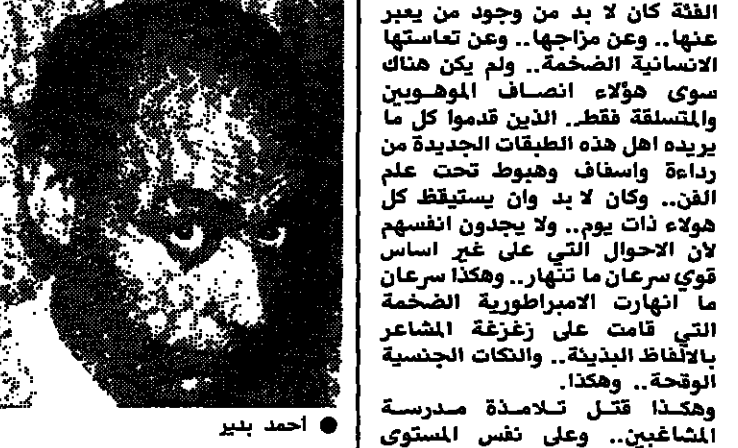 الفئة كان لا بد من وجود من يعبر
عنها.. وعن مزاجها.. وعن تعاستها
الانسانية الضخمة.. ولم يكن هناك
سوى هؤلاء انصاف الموهوبين
والمتسلقة فقط.. الذين قدموا كل ما
يريده اهل هذه الطبقات الجديدة من
رداءة واسفاف وهبوط تحت علم
الفن.. وكان لا بد وان يستيقظ كل
هولاء ذات يوم.. ولا يجدون انفسهم
لان الاحوال التي على غير اساس
قوي سرعان ما تنهار.. وهكذا سرعان
ما انهارت الامبراطورية الضخمة
التي قامت على زغزغة المشاعر
بالالفاظ البذيئة.. والنكات الجنسية
الوقحة.. وهكذا.
وهكذا قتل تلامذة مدرسة
المشاغبين.. وعلى نفس المستوى
● أحمد بدير